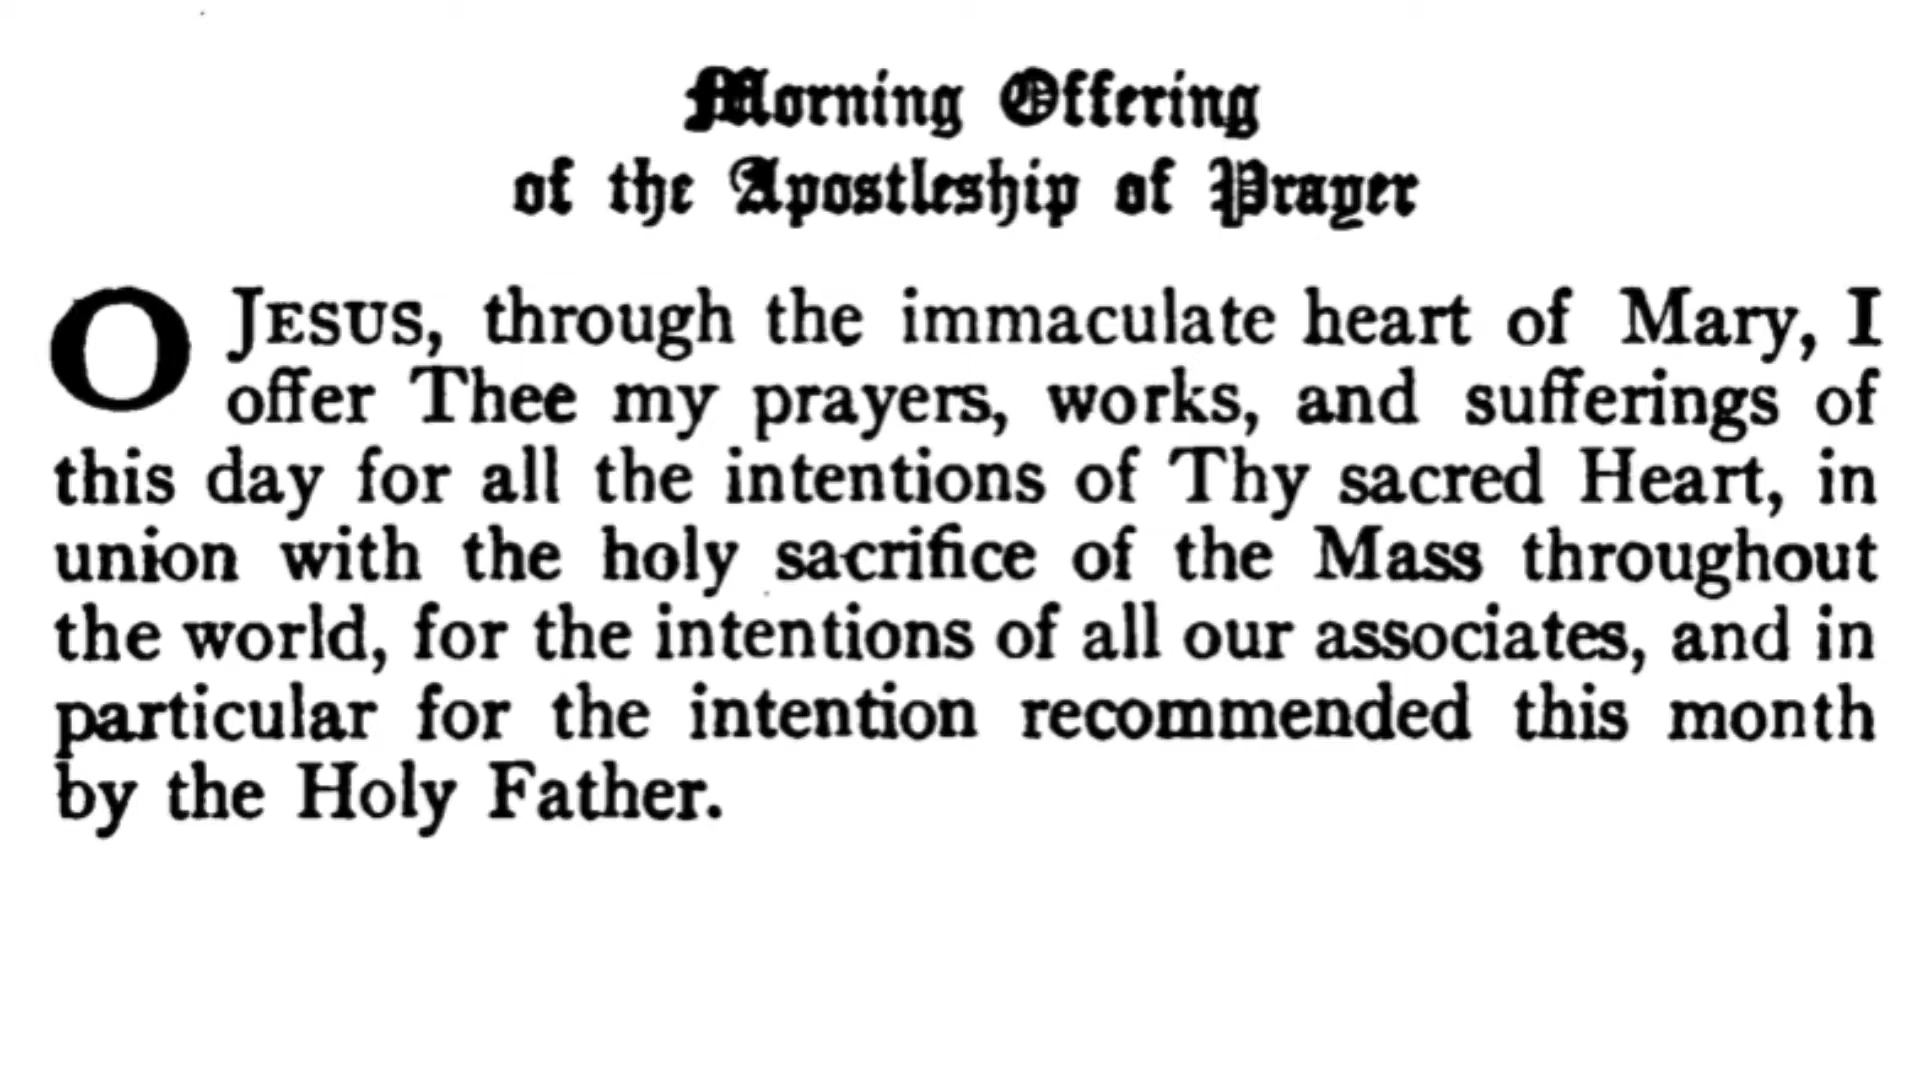 Morning Offering
of the Apostleship of Prayer
O JESUS, through the immaculate heart of Mary, I
offer Thee my prayers, works, and sufferings of
this day for all the intentions of Thy sacred Heart, in
union with the holy sacrifice of the Mass throughout
the world, for the intentions of all our associates, and in
particular for the intention recommended this month
by the Holy Father.